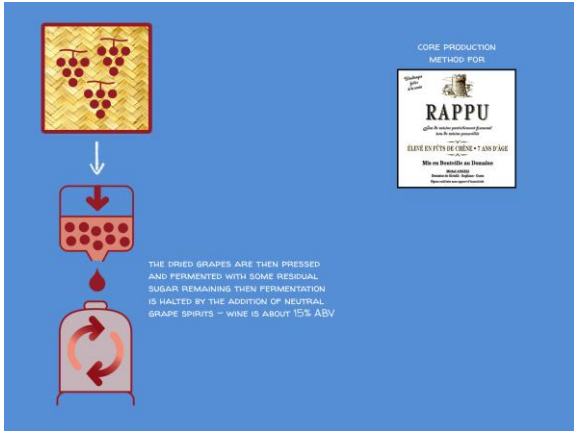 CORE PRODUCTION
METHOD FOR
RAPPU
ÉLEVÉ EN FÛTS DE CHÊNE • 7 ANS D'ÂGE
Mis en Bouteille au Domaine
THE DRIED GRAPES ARE THEN PRESSED
AND FERMENTED WITH SOME RESIDUAL
SUGAR REMAINING THEN FERMENTATION
IS HALTED BY THE ADDITION OF NEUTRAL
GRAPE SPIRITS – WINE IS ABOUT 15% ABV